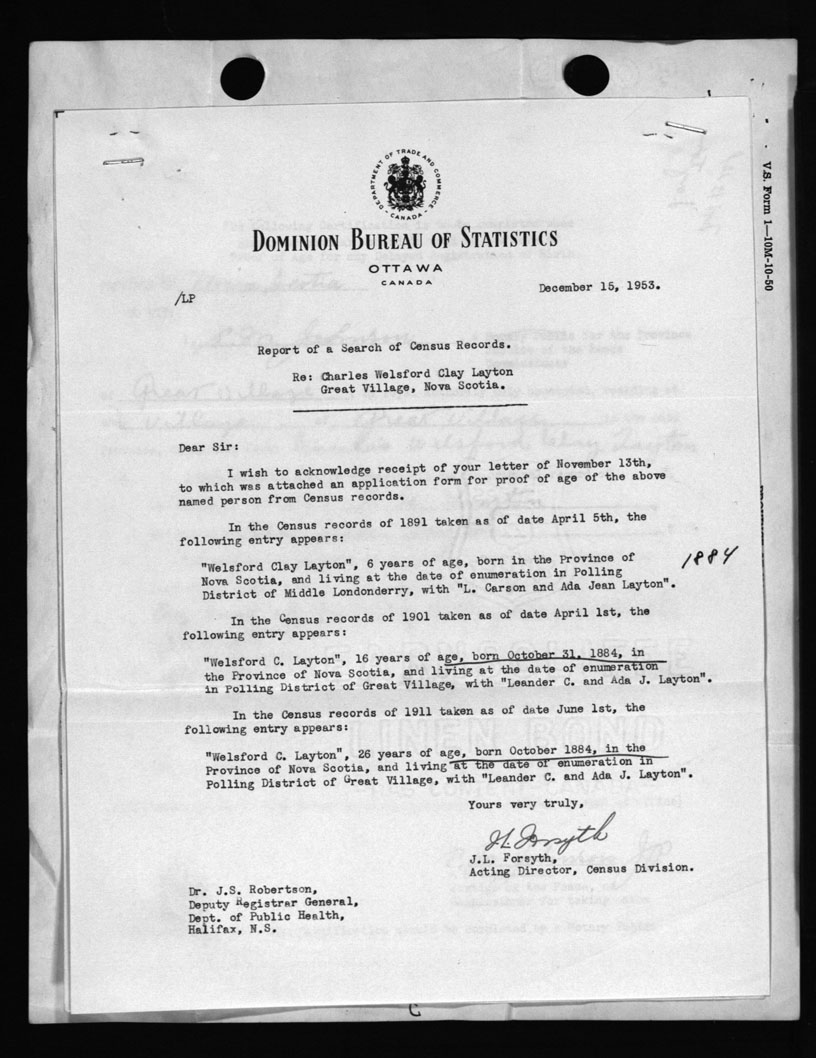 DEPARTMENT OF TRADE AND COMMERCE
- CANADA -
DOMINION BUREAU OF STATISTICS
OTTAWA
CANADA
V.S. Form 1—10M-10-50
/LP
December 15, 1953.
Report of a Search of Census Records.
Re: Charles Welsford Clay Layton
Great Village, Nova Scotia.
Dear Sir:
I wish to acknowledge receipt of your letter of November 13th,
to which was attached an application form for proof of age of the above
named person from Census records.
In the Census records of 1891 taken as of date April 5th, the
following entry appears:
"Welsford Clay Layton", 6 years of age, born in the Province of
Nova Scotia, and living at the date of enumeration in Polling
District of Middle Londonderry, with "L. Carson and Ada Jean Layton".
1884
In the Census records of 1901 taken as of date April 1st, the
following entry appears:
"Welsford C. Layton", 16 years of age, born October 31, 1884, in
the Province of Nova Scotia, and living at the date of enumeration
in Polling District of Great Village, with "Leander C. and Ada J. Layton".
In the Census records of 1911 taken as of date June 1st, the
following entry appears:
"Welsford C. Layton", 26 years of age, born October 1884, in the
Province of Nova Scotia, and living at the date of enumeration in
Polling District of Great Village, with "Leander C. and Ada J. Layton".
Yours very truly,
J.L. Forsyth
J.L. Forsyth,
Acting Director, Census Division.
Dr. J.S. Robertson,
Deputy Registrar General,
Dept. of Public Health,
Halifax, N.S.
LINEN BOND